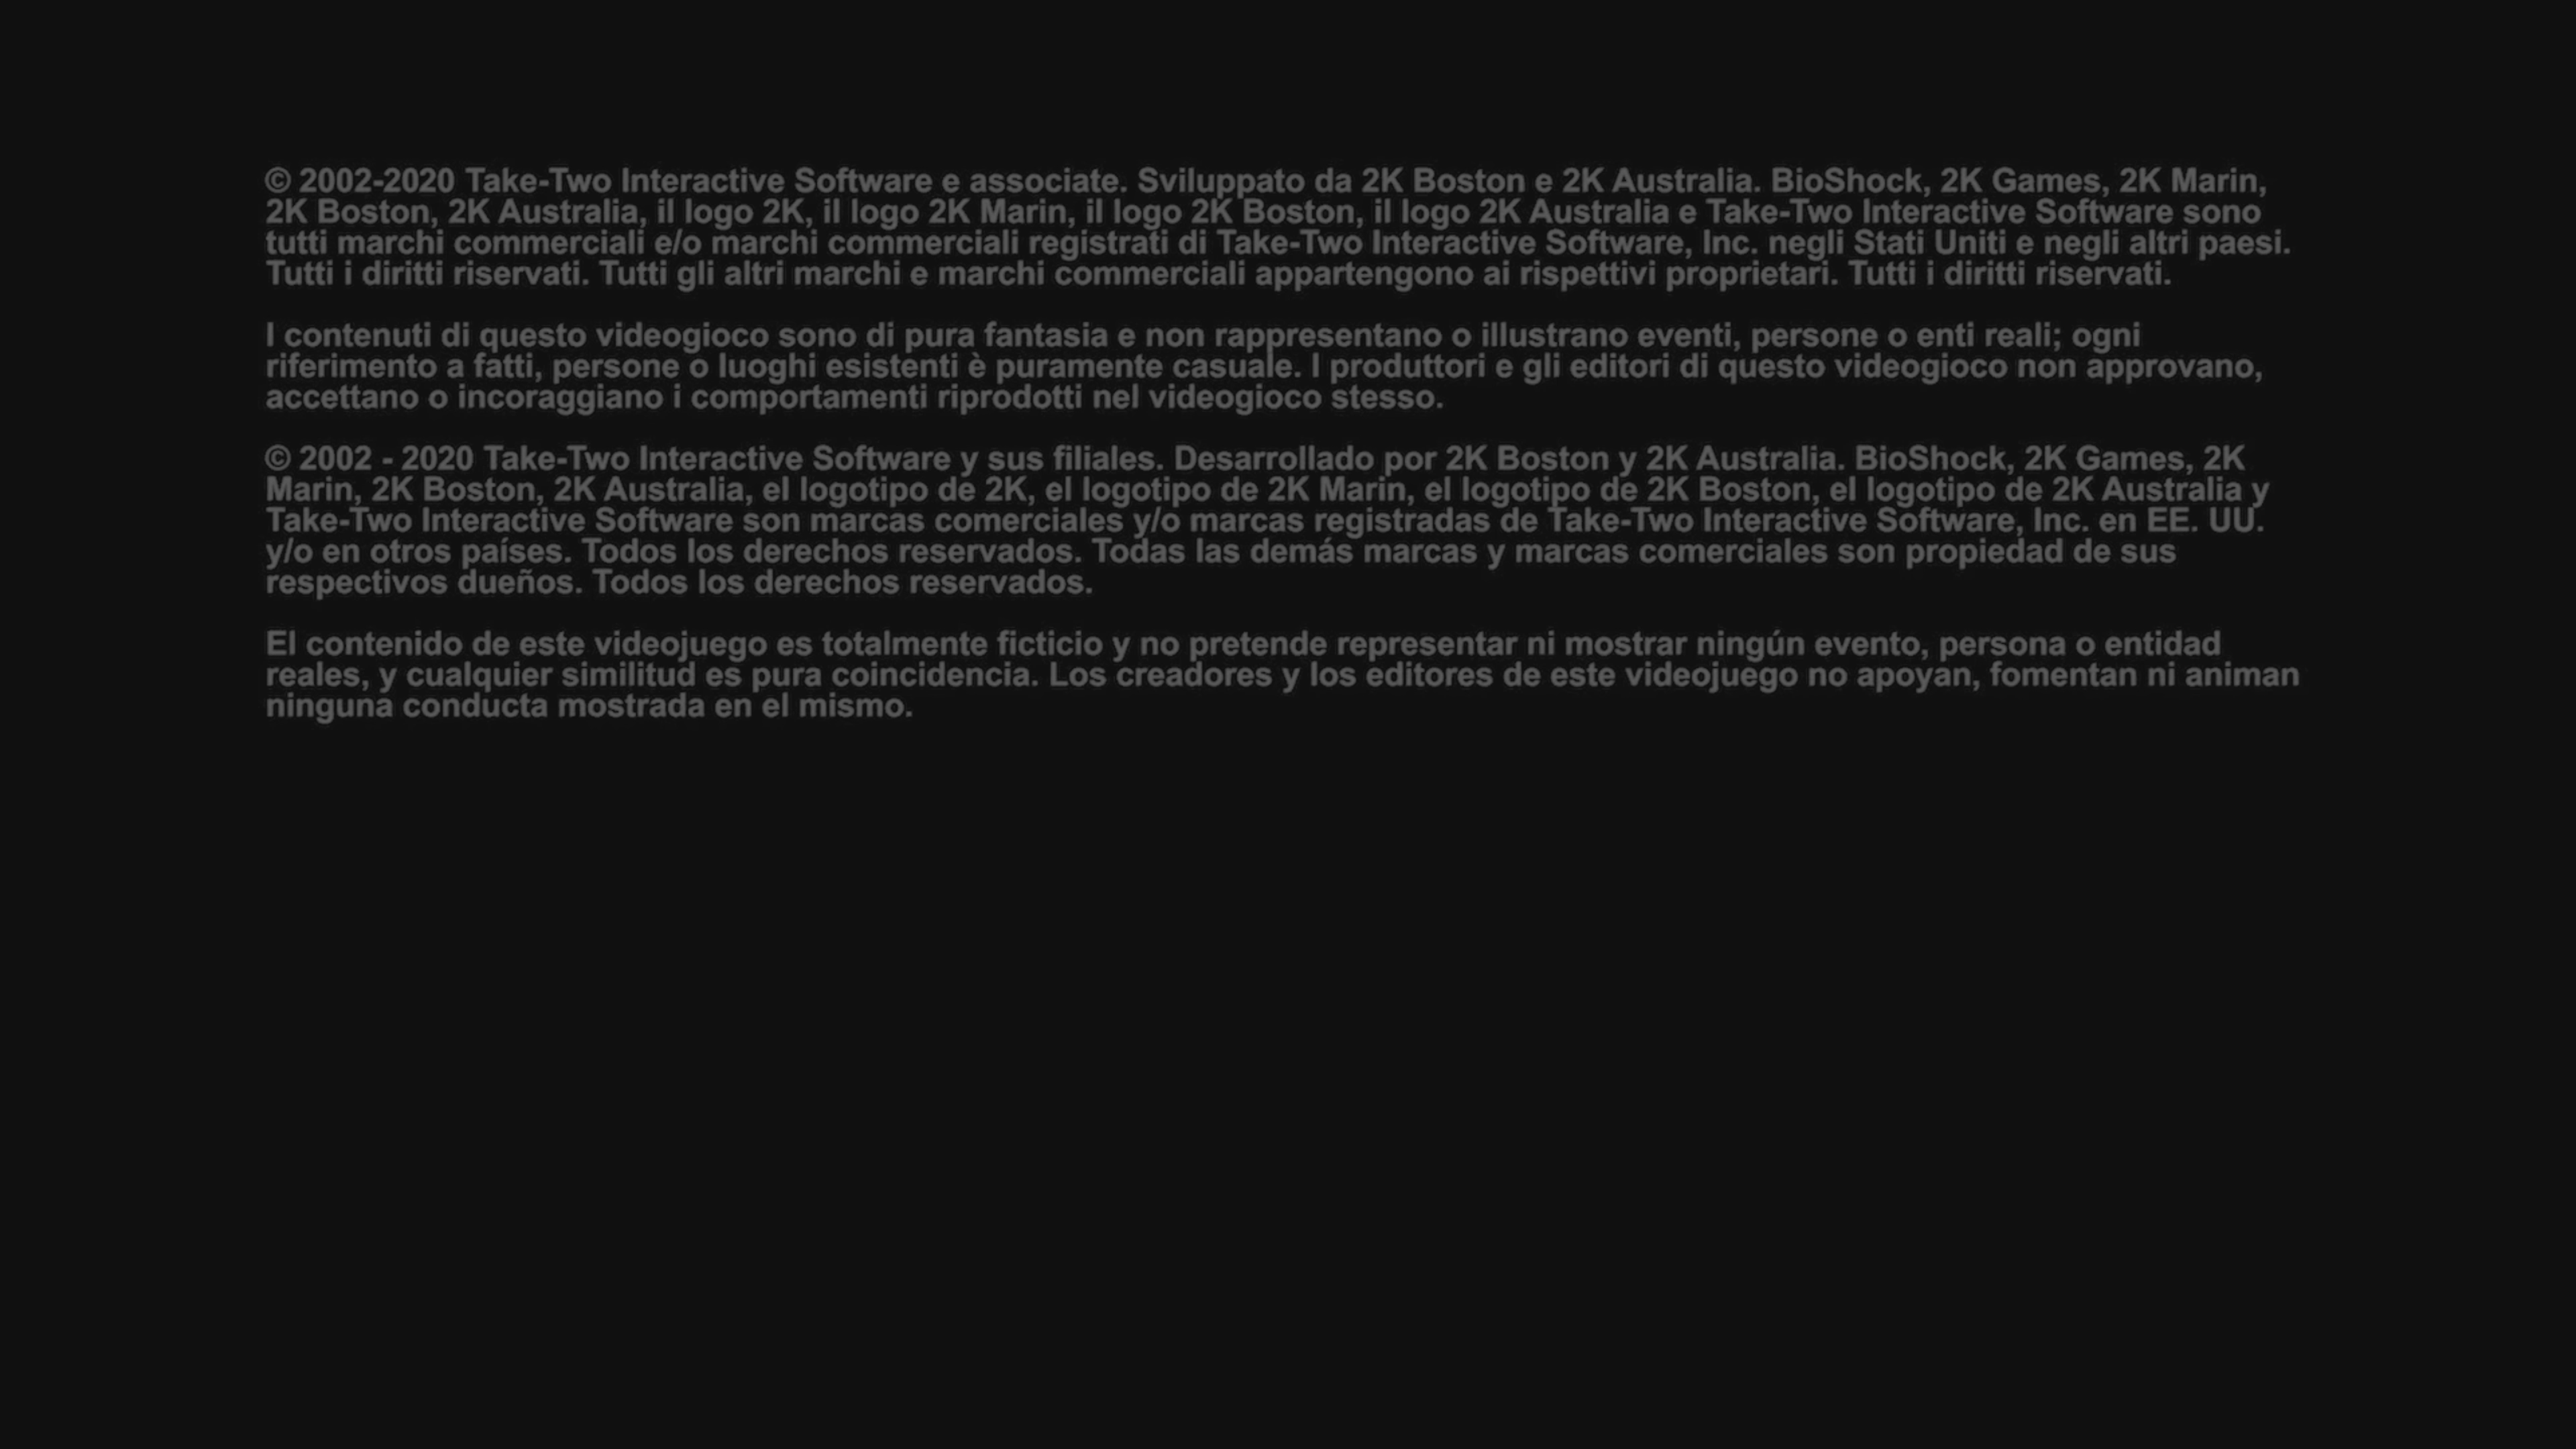 © 2002-2020 Take-Two Interactive Software e associate. Sviluppato da 2K Boston e 2K Australia. BioShock, 2K Games, 2K Marin,
2K Boston, 2K Australia, il logo 2K, il logo 2K Marin, il logo 2K Boston, il logo 2K Australia e Take-Two Interactive Software sono
tutti marchi commerciali e/o marchi commerciali registrati di Take-Two Interactive Software, Inc. negli Stati Uniti e negli altri paesi.
Tutti i diritti riservati. Tutti gli altri marchi e marchi commerciali appartengono ai rispettivi proprietari. Tutti i diritti riservati.
I contenuti di questo videogioco sono di pura fantasia e non rappresentano o illustrano eventi, persone o enti reali; ogni
riferimento a fatti, persone o luoghi esistenti è puramente casuale. I produttori e gli editori di questo videogioco non approvano,
accettano o incoraggiano i comportamenti riprodotti nel videogioco stesso.
© 2002 - 2020 Take-Two Interactive Software y sus filiales. Desarrollado por 2K Boston y 2K Australia. BioShock, 2K Games, 2K
Marin, 2K Boston, 2K Australia, el logotipo de 2K, el logotipo de 2K Marin, el logotipo de 2K Boston, el logotipo de 2K Australia y
Take-Two Interactive Software son marcas comerciales y/o marcas registradas de Take-Two Interactive Software, Inc. en EE. UU.
y/o en otros países. Todos los derechos reservados. Todas las demás marcas y marcas comerciales son propiedad de sus
respectivos dueños. Todos los derechos reservados.
El contenido de este videojuego es totalmente ficticio y no pretende representar ni mostrar ningún evento, persona o entidad
reales, y cualquier similitud es pura coincidencia. Los creadores y los editores de este videojuego no apoyan, fomentan ni animan
ninguna conducta mostrada en el mismo.